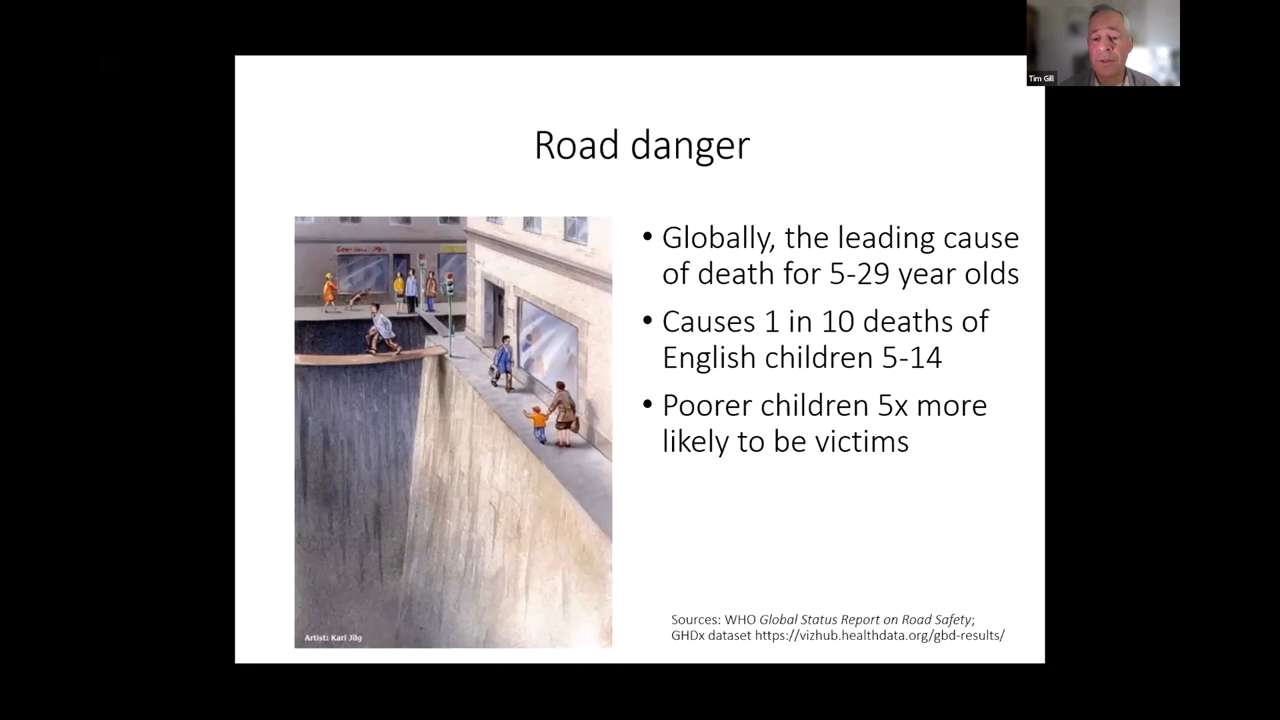 Tim Gill
Road danger
• Globally, the leading cause
of death for 5-29 year olds
• Causes 1 in 10 deaths of
English children 5-14
• Poorer children 5x more
likely to be victims
Artist: Karl Jilg
Sources: WHO Global Status Report on Road Safety;
GHDx dataset https://vizhub.healthdata.org/gbd-results/